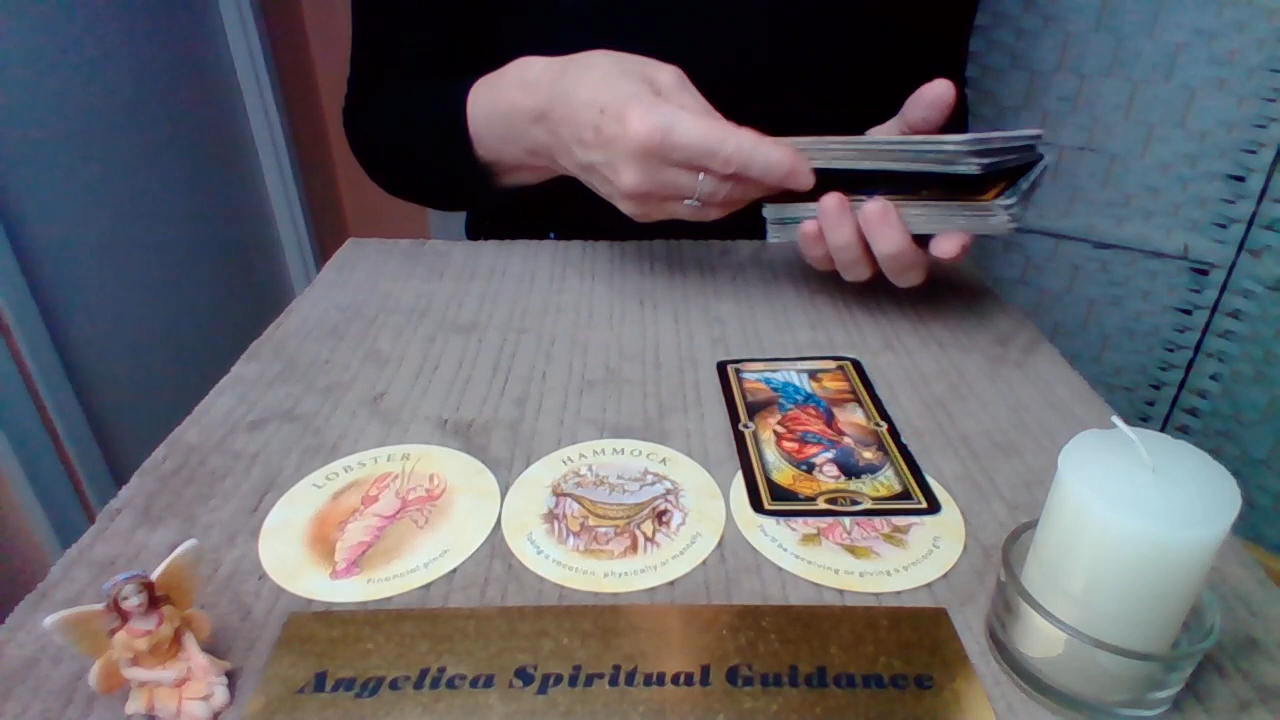 LOBSTER
Financial pinch
HAMMOCK
Taking a vacation physically or mentally
You'll be receiving or giving a precious gift
Angelica Spiritual Guidance